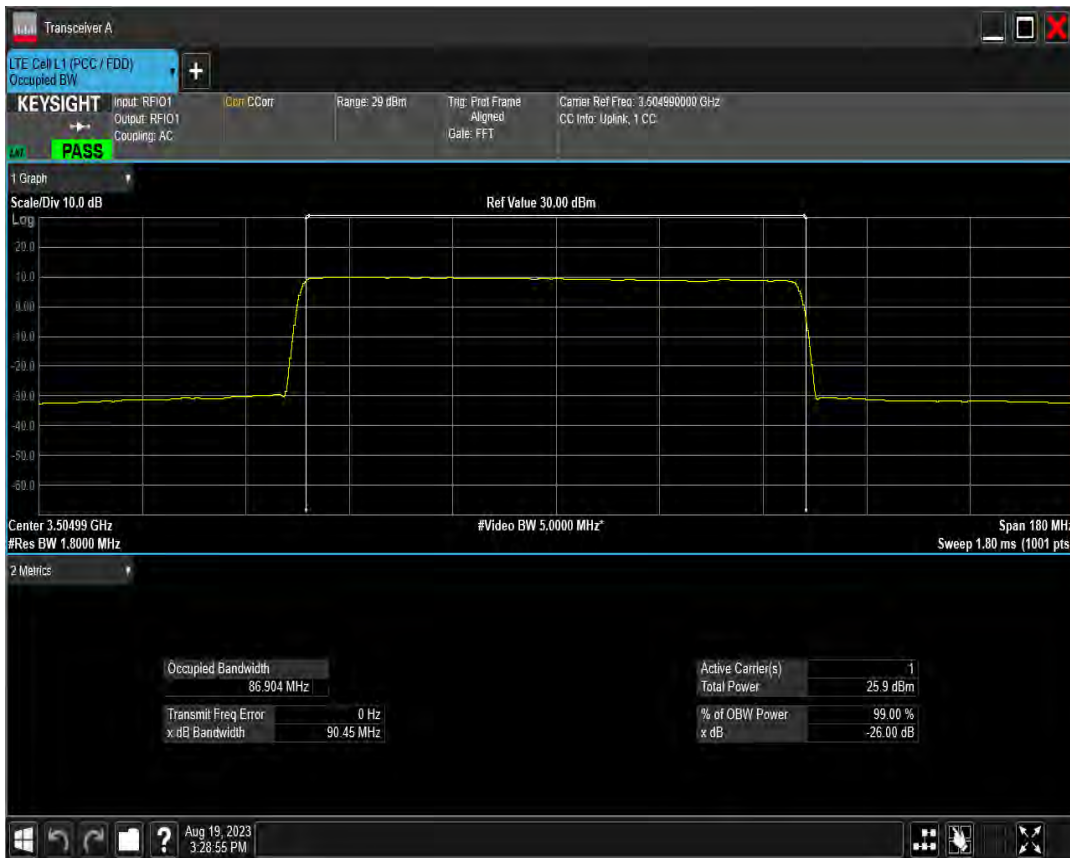 Transceiver A
LTE Cell L1 (PCC / FDD)
Occupied BW
+
KEYSIGHT
Input: RFIO1
Output: RFIO1
Coupling: AC
Corr CCorr
Range: 29 dBm
Trig: Prot Frame
Aligned
Gate: FFT
Carrier Ref Freq: 3.504990000 GHz
CC Info: Uplink, 1 CC
PASS
1 Graph
Scale/Div 10.0 dB
Ref Value 30.00 dBm
Log
20.0
10.0
0.00
-10.0
-20.0
-30.0
-40.0
-50.0
-60.0
Center 3.50499 GHz
#Video BW 5.0000 MHz*
Span 180 MHz
#Res BW 1.8000 MHz
Sweep 1.80 ms (1001 pts
2 Metrics
Occupied Bandwidth
86.904 MHz
Transmit Freq Error 0 Hz
x dB Bandwidth 90.45 MHz
Active Carrier(s) 1
Total Power 25.9 dBm
% of OBW Power 99.00 %
x dB -26.00 dB
?
Aug 19, 2023
3:28:55 PM